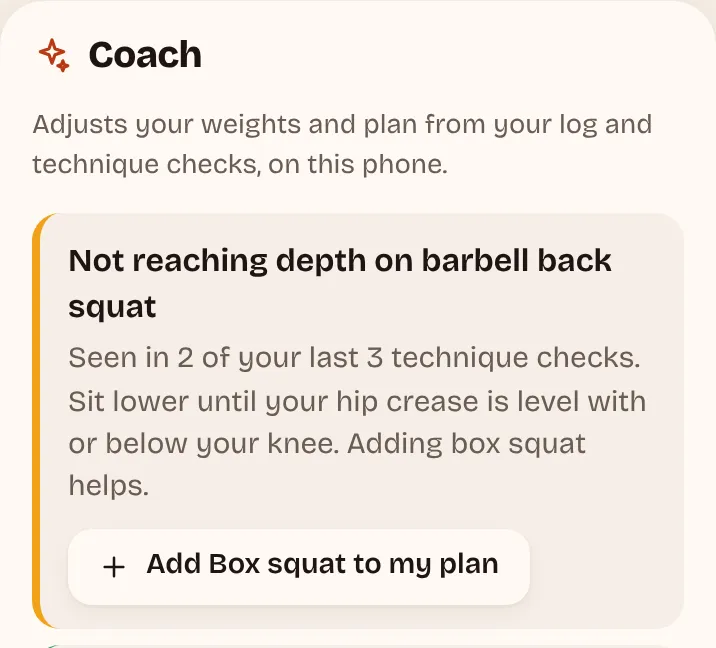 Coach
Adjusts your weights and plan from your log and
technique checks, on this phone.
Not reaching depth on barbell back
squat
Seen in 2 of your last 3 technique checks.
Sit lower until your hip crease is level with
or below your knee. Adding box squat
helps.
Add Box squat to my plan